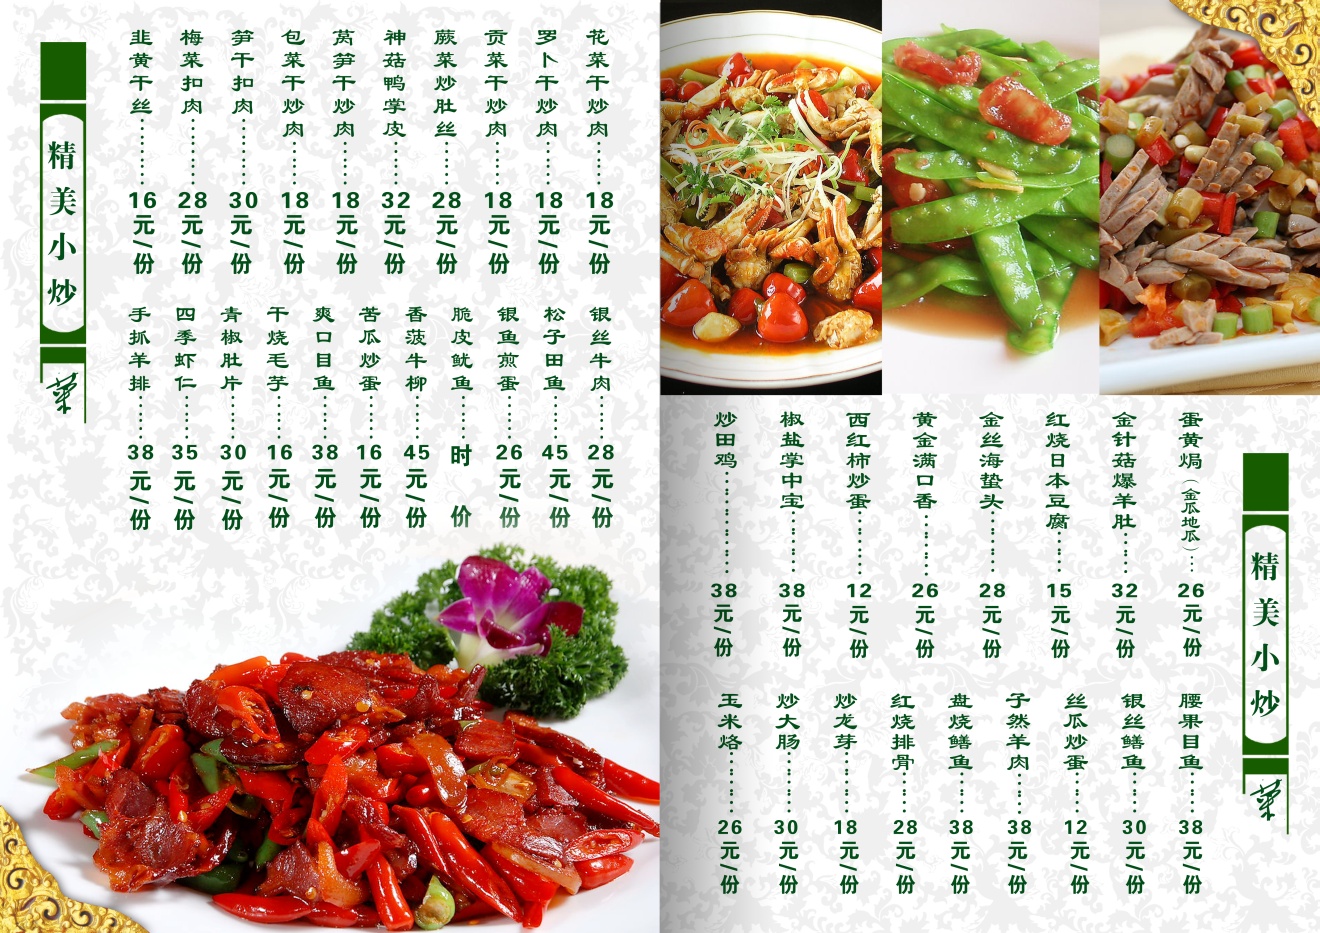 精美小炒
菜
韭黄干丝………16元/份
梅菜扣肉………28元/份
笋干扣肉………30元/份
包菜干炒肉……18元/份
莴笋干炒肉……18元/份
神菇鸭掌皮……32元/份
蕨菜炒肚丝……28元/份
贡菜干炒肉……18元/份
罗卜干炒肉……18元/份
花菜干炒肉……18元/份
手抓羊排……38元/份
四季虾仁……35元/份
青椒肚片……30元/份
干烧毛芋……16元/份
爽口目鱼……38元/份
苦瓜炒蛋……16元/份
香菠牛柳……45元/份
脆皮鱿鱼……时价
银鱼煎蛋……26元/份
松子田鱼……45元/份
银丝牛肉……28元/份
炒田鸡…………38元/份
椒盐掌中宝……38元/份
西红柿炒蛋……12元/份
黄金满口香……26元/份
金丝海蛰头……28元/份
红烧日本豆腐……15元/份
金针菇爆羊肚……32元/份
蛋黄焗（金瓜地瓜）…26元/份
玉米烙………26元/份
炒大肠………30元/份
炒龙芽………18元/份
红烧排骨……28元/份
盘烧鳝鱼……38元/份
子然羊肉……38元/份
丝瓜炒蛋……12元/份
银丝鳝鱼……30元/份
腰果目鱼……38元/份
精美小炒
菜